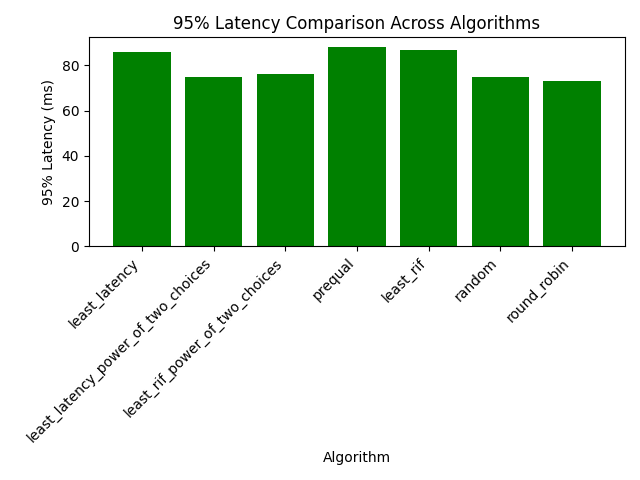 95% Latency Comparison Across Algorithms
95% Latency (ms)
80
60
40
20
0
least_latency
least_latency_power_of_two_choices
least_rif_power_of_two_choices
prequal
least_rif
random
round_robin
Algorithm